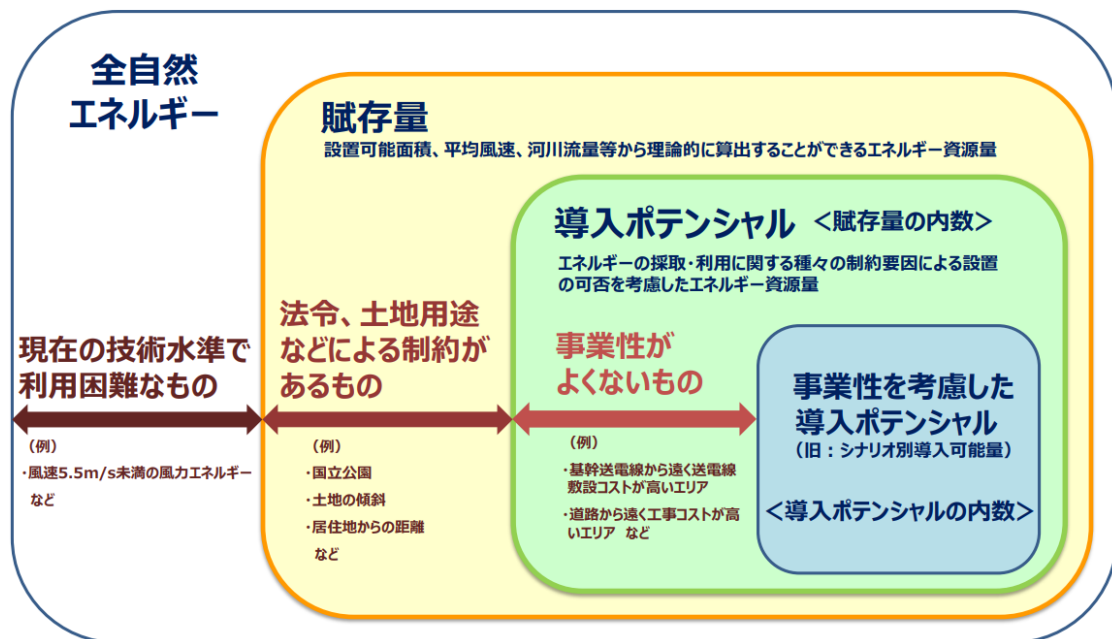 全自然
エネルギー
賦存量
設置可能面積、平均風速、河川流量等から理論的に算出することができるエネルギー資源量
導入ポテンシャル <賦存量の内数>
エネルギーの採取・利用に関する種々の制約要因による設置
の可否を考慮したエネルギー資源量
現在の技術水準で
利用困難なもの
(例)
・風速5.5m/s未満の風力エネルギー
など
法令、土地用途
などによる制約が
あるもの
(例)
・国立公園
・土地の傾斜
・居住地からの距離
など
事業性が
よくないもの
(例)
・基幹送電線から遠く送電線
敷設コストが高いエリア
・道路から遠く工事コストが高
いエリア など
事業性を考慮した
導入ポテンシャル
(旧:シナリオ別導入可能量)
<導入ポテンシャルの内数>